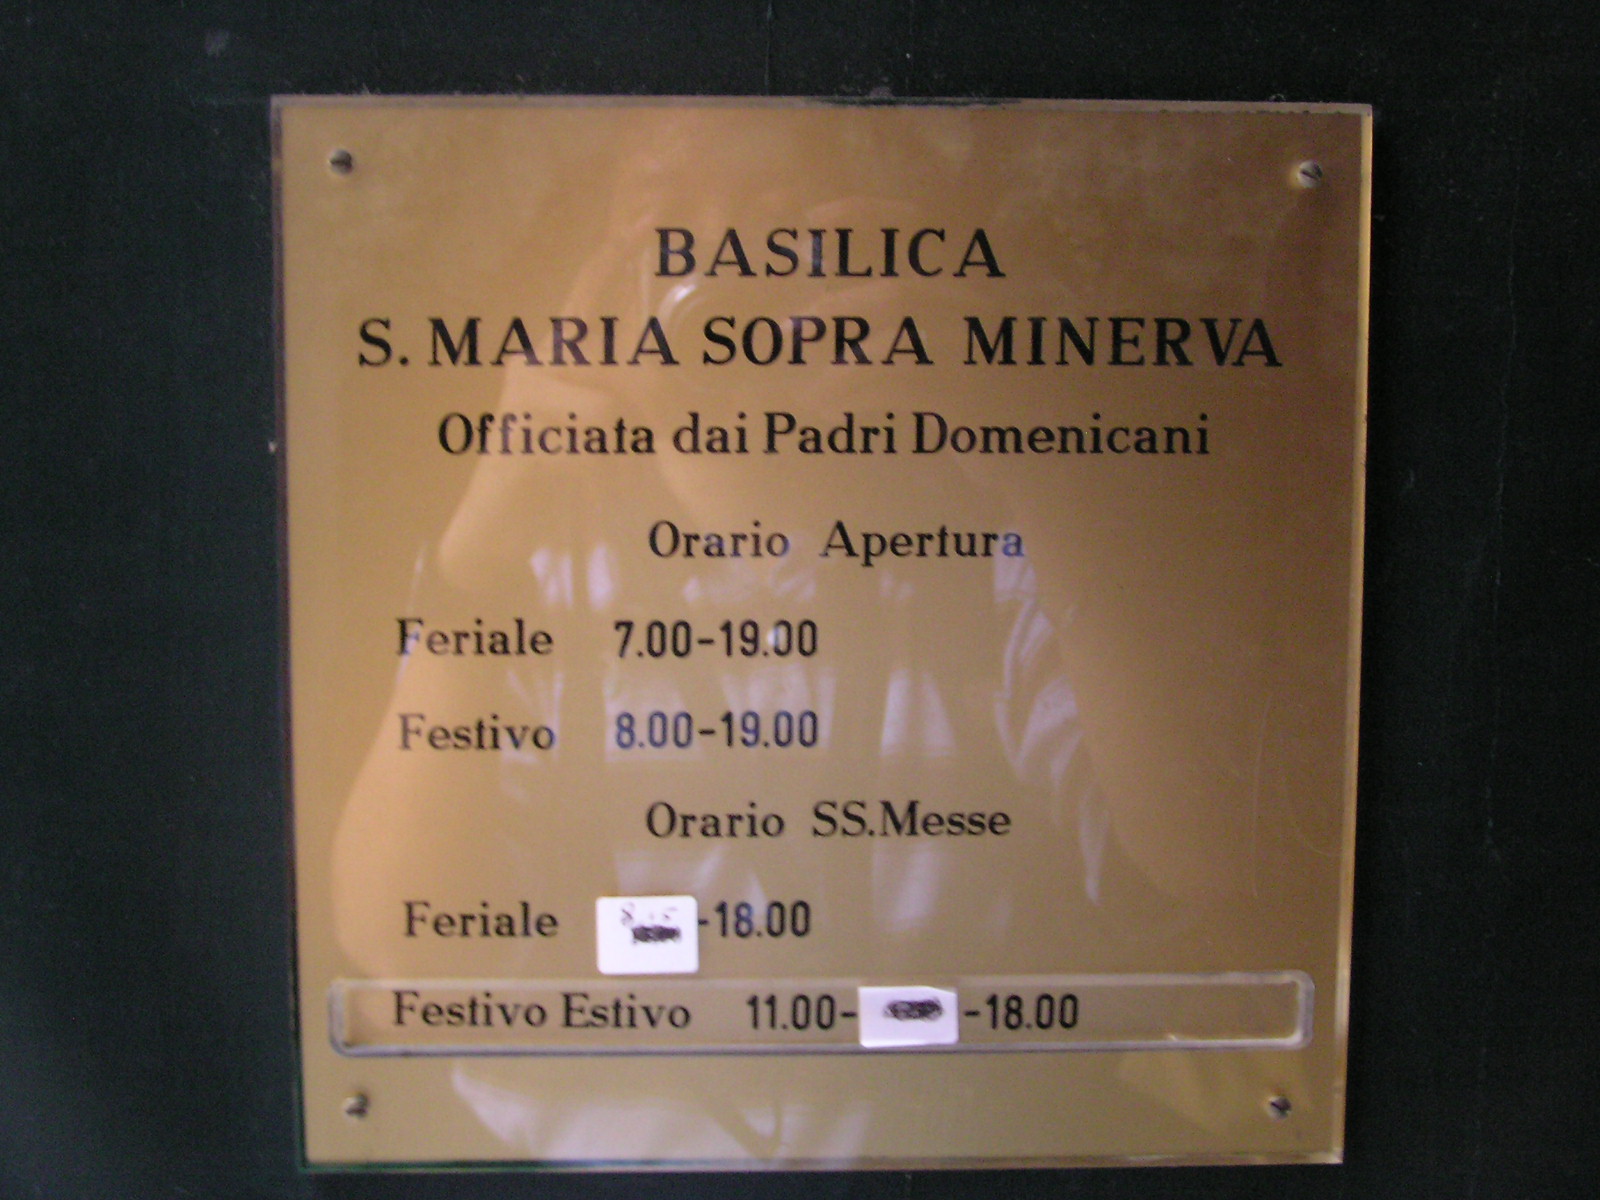 BASILICA
S. MARIA SOPRA MINERVA
Officiata dai Padri Domenicani
Orario Apertura
Feriale 7.00-19.00
Festivo 8.00-19.00
Orario SS.Messe
Feriale -18.00
Festivo Estivo 11.00- -18.00